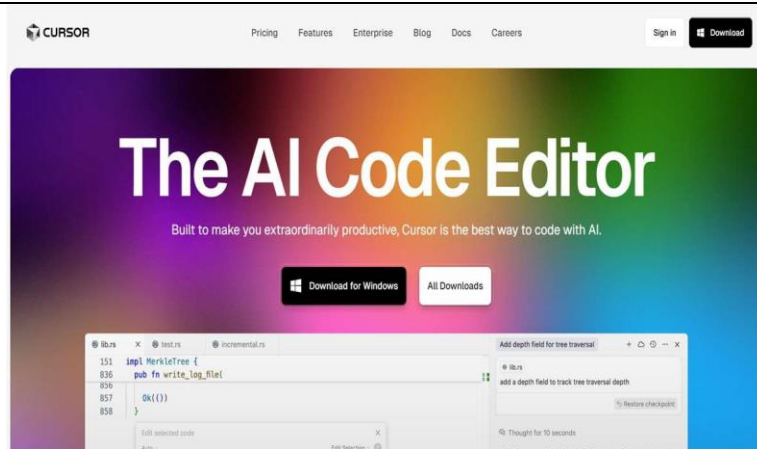 CURSOR
Pricing Features Enterprise Blog Docs Careers
Sign in
Download
The AI Code Editor
Built to make you extraordinarily productive, Cursor is the best way to code with AI.
Download for Windows
All Downloads
lib.rs X test.rs incremental.rs
151 impl MerkleTree {
836 pub fn write_log_file(
856
857 Ok(())
858 }
Edit selected code X
Auto Edit Selection
Add depth field for tree traversal
lib.rs
add a depth field to track tree traversal depth
Restore checkpoint
Thought for 10 seconds